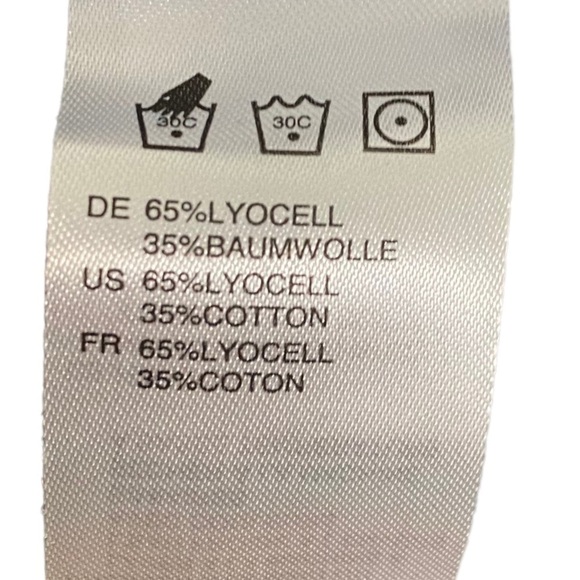 30C 30C
DE 65%LYOCELL
35%BAUMWOLLE
US 65%LYOCELL
35%COTTON
FR 65%LYOCELL
35%COTON